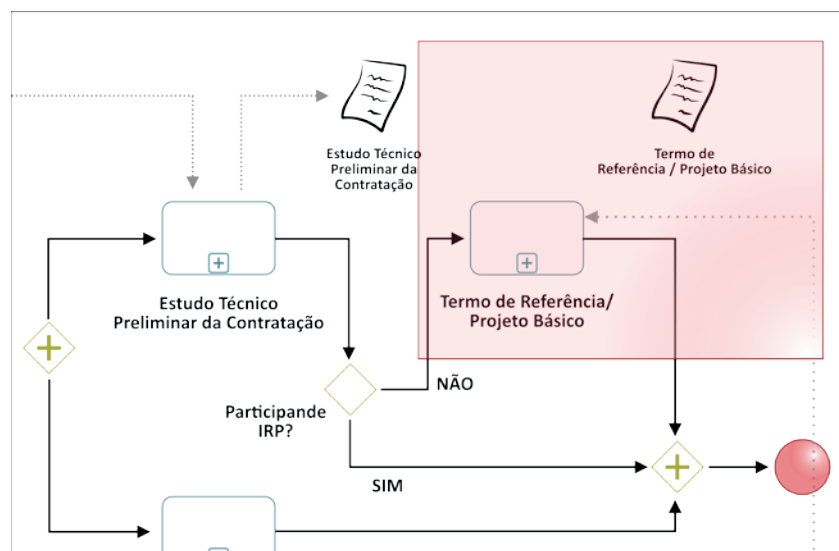 Estudo Técnico
Preliminar da
Contratação
Termo de
Referência / Projeto Básico
Estudo Técnico
Preliminar da Contratação
Termo de Referência/
Projeto Básico
NÃO
Participande
IRP?
SIM